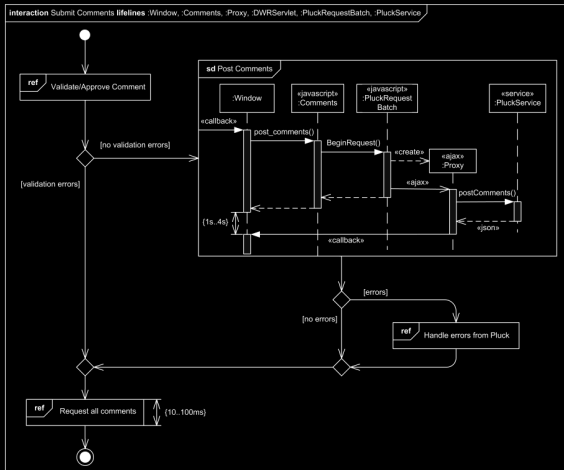 interaction Submit Comments lifelines :Window, :Comments, :Proxy, :DWRServlet, :PluckRequestBatch, :PluckService
ref
Validate/Approve Comment
sd Post Comments
:Window
«javascript»
:Comments
«javascript»
:PluckRequest
Batch
«service»
:PluckService
«callback»
post_comments()
BeginRequest()
«create»
«ajax»
:Proxy
[no validation errors]
[validation errors]
«ajax»
postComments()
{1s..4s}
«json»
«callback»
[errors]
[no errors]
ref
Handle errors from Pluck
ref
Request all comments
{10..100ms}